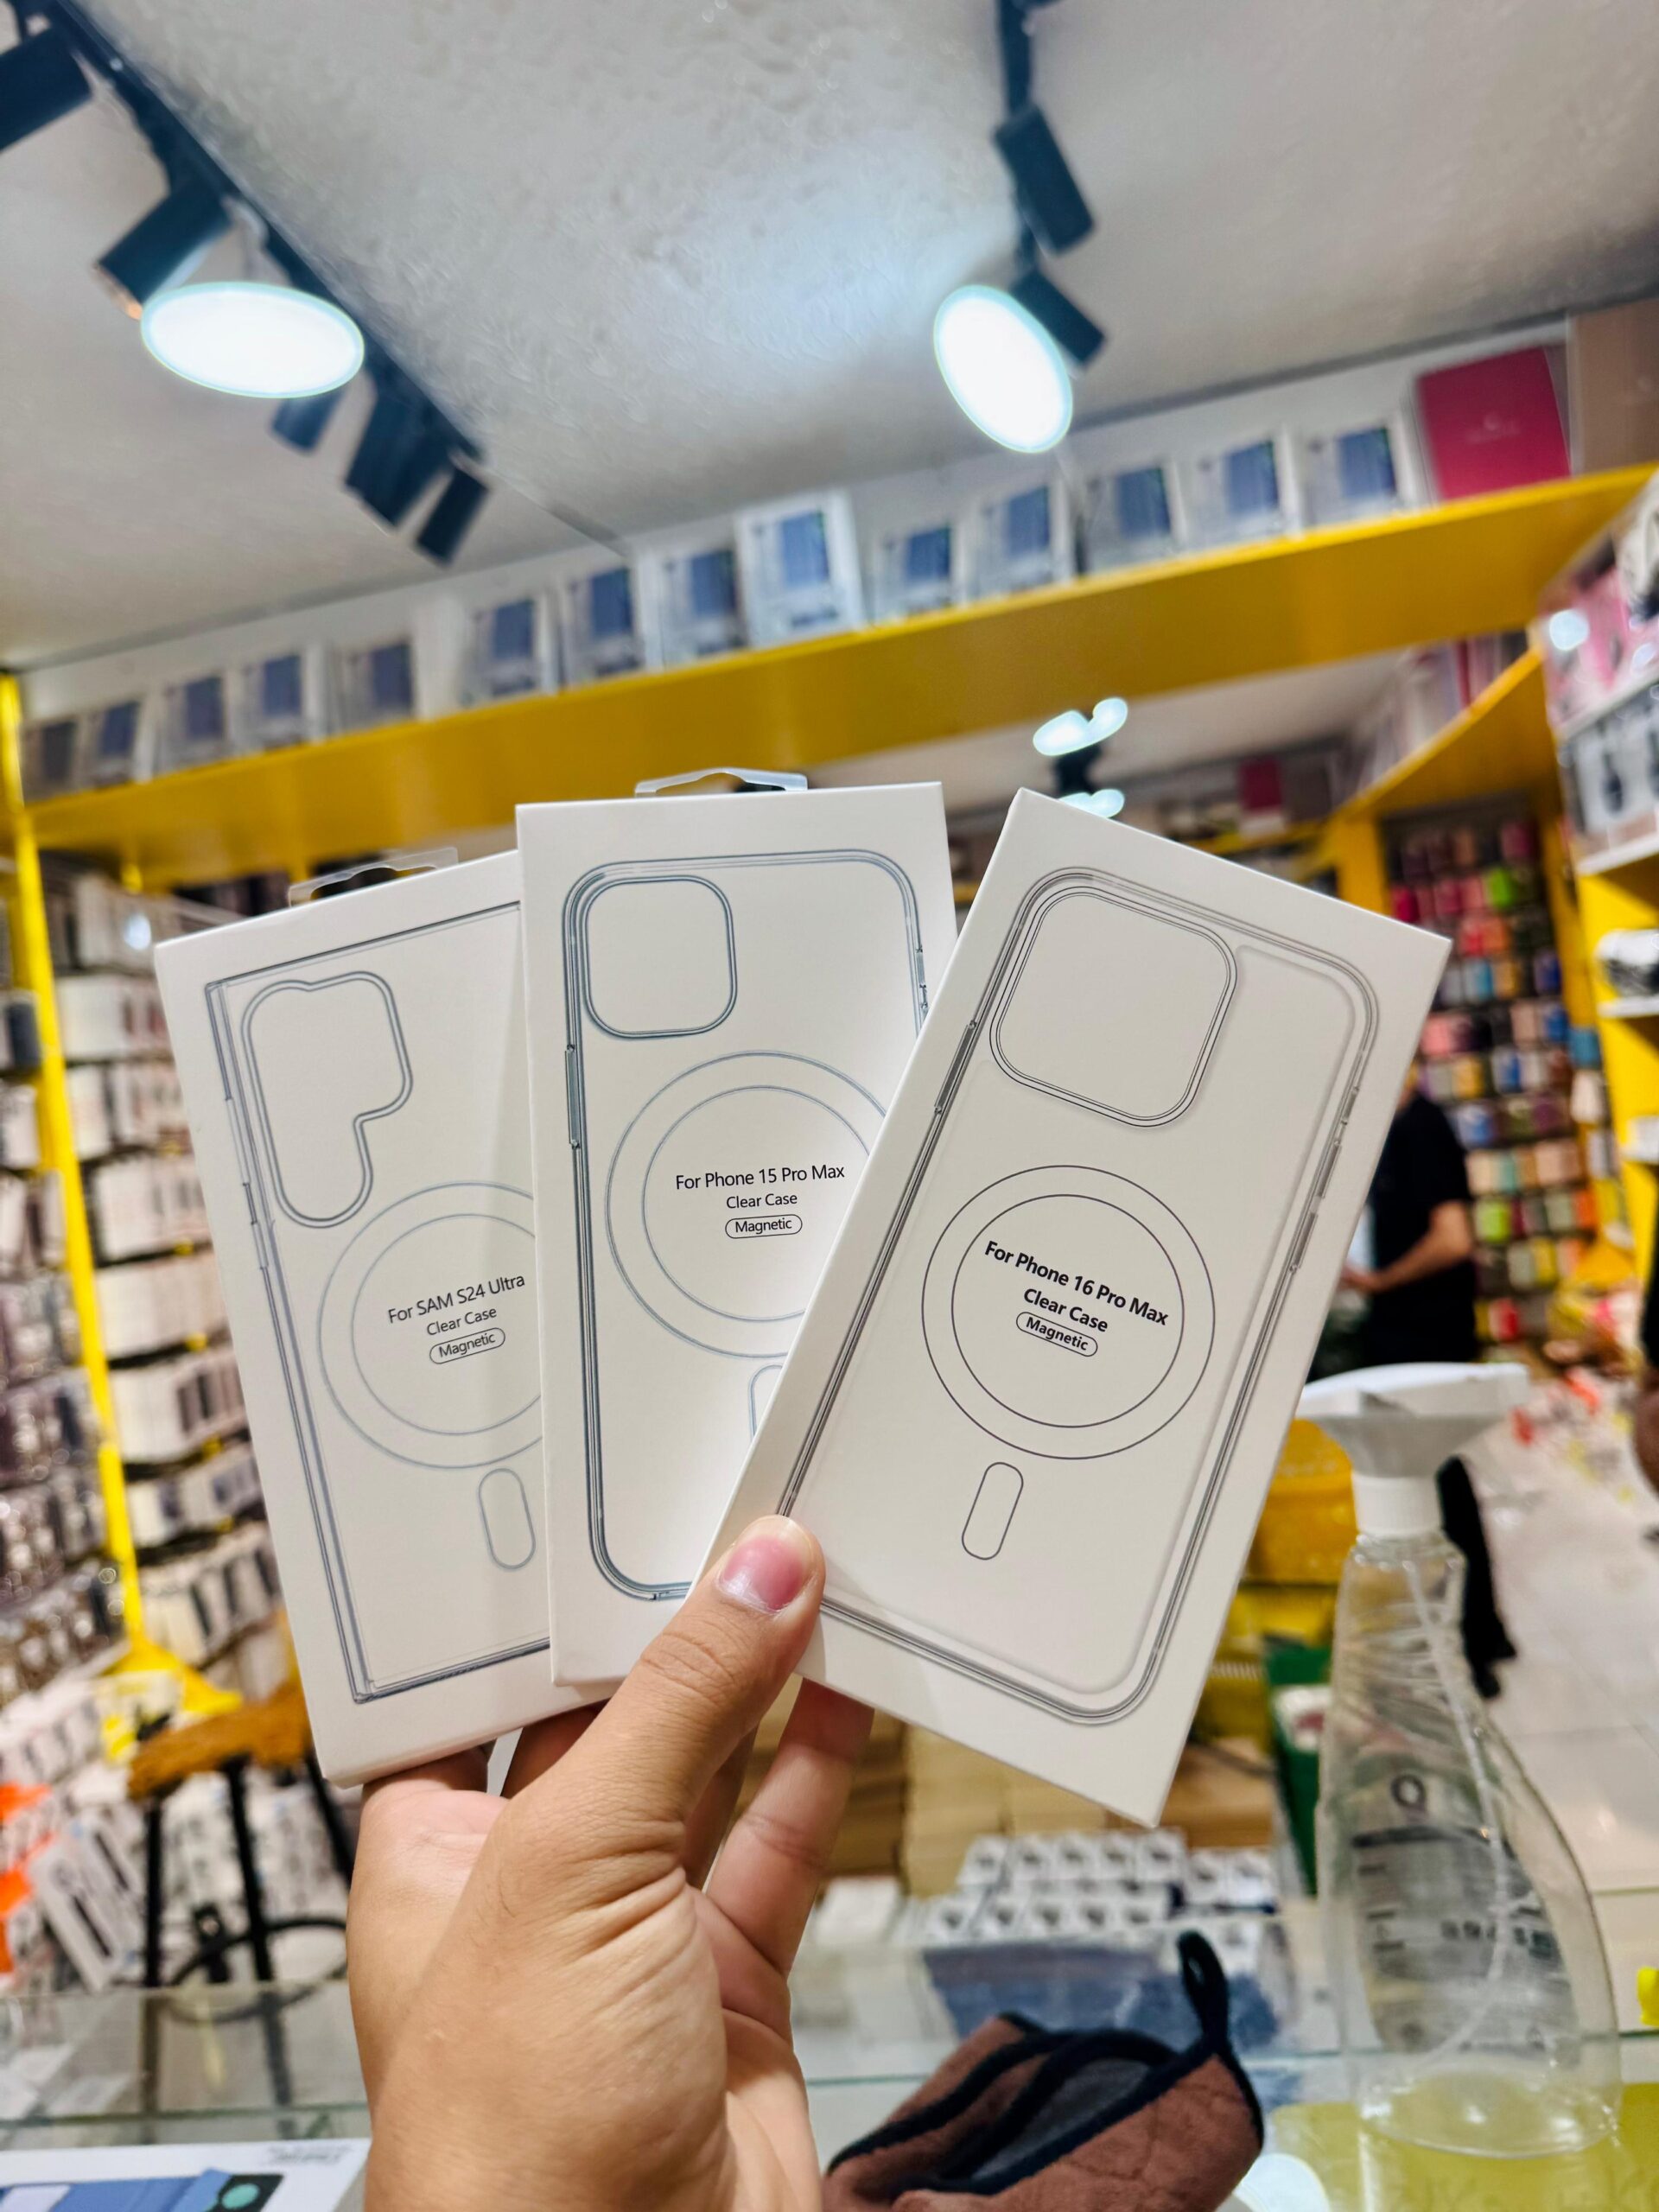 For SAM S24 Ultra
Clear Case
Magnetic
For Phone 15 Pro Max
Clear Case
Magnetic
For Phone 16 Pro Max
Clear Case
Magnetic